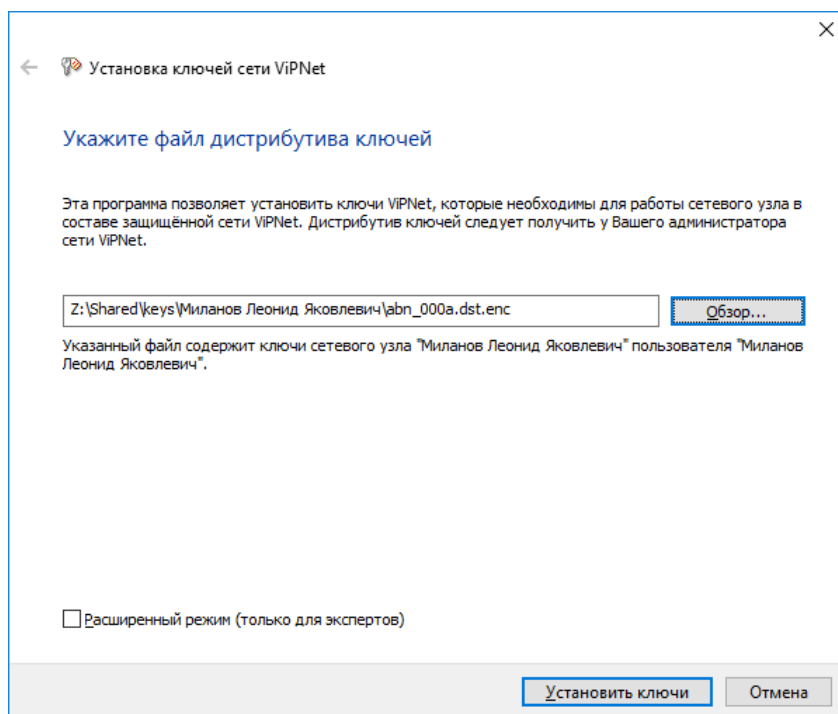 Установка ключей сети ViPNet
Укажите файл дистрибутива ключей
Эта программа позволяет установить ключи ViPNet, которые необходимы для работы сетевого узла в
составе защищённой сети ViPNet. Дистрибутив ключей следует получить у Вашего администратора
сети ViPNet.
Z:\Shared\keys\Миланов Леонид Яковлевич\abn_000a.dst.enc
Обзор...
Указанный файл содержит ключи сетевого узла "Миланов Леонид Яковлевич" пользователя "Миланов
Леонид Яковлевич".
Расширенный режим (только для экспертов)
Установить ключи
Отмена